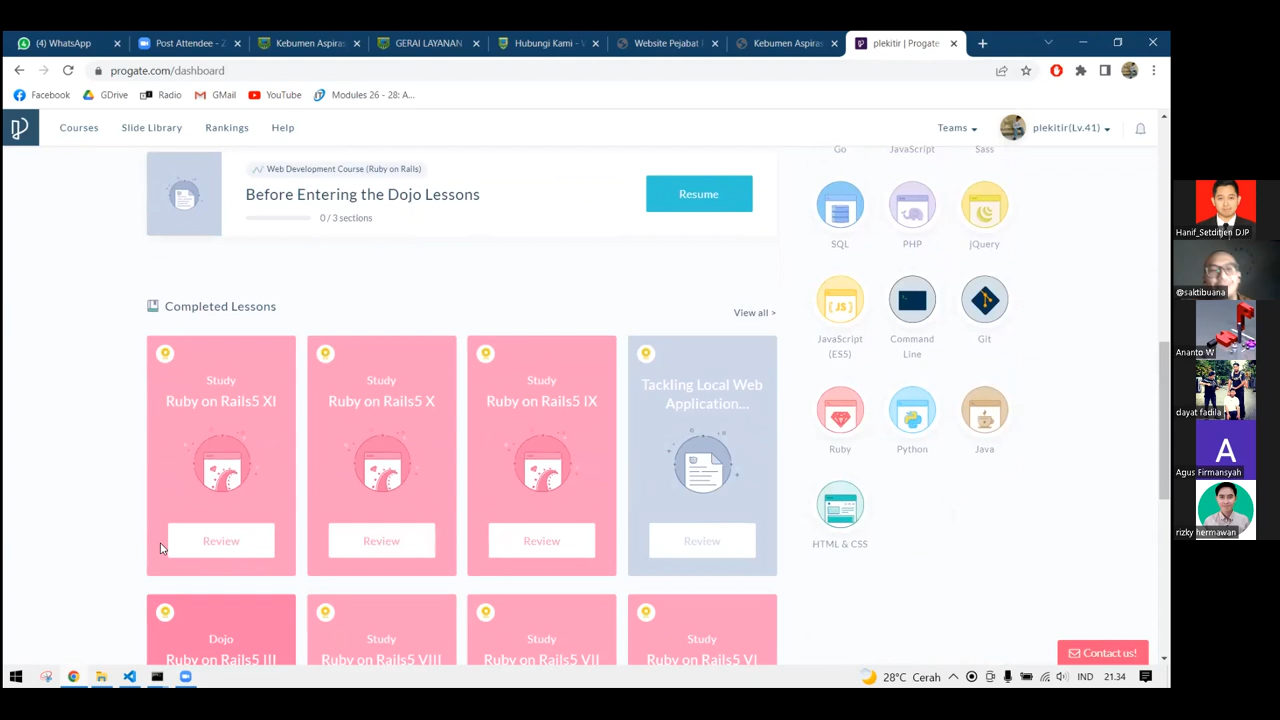 (4) WhatsApp
Post Attendee - Z
Kebumen Aspiras
GERAI LAYANAN
Hubungi Kami - V
Website Pejabat P
Kebumen Aspiras
plekitir | Progate
progate.com/dashboard
Facebook
GDrive
Radio
GMail
YouTube
Modules 26 - 28: A...
Courses
Slide Library
Rankings
Help
Teams
plekitir(Lv.41)
Web Development Course (Ruby on Rails)
Before Entering the Dojo Lessons
0 / 3 sections
Resume
Completed Lessons
View all >
Study
Ruby on Rails5 XI
Review
Study
Ruby on Rails5 X
Review
Study
Ruby on Rails5 IX
Review
Tackling Local Web
Application...
Review
Dojo
Ruby on Rails5 III
Study
Ruby on Rails5 VIII
Study
Ruby on Rails5 VII
Study
Ruby on Rails5 VI
Go
JavaScript
Sass
SQL
PHP
jQuery
JS
JavaScript
(ES5)
Command
Line
Git
Ruby
Python
Java
HTML & CSS
Contact us!
28°C Cerah
IND
21.34
Hanif_Setditjen DJP
@saktibuana
Ananto W
dayat fadila
A
Agus Firmansyah
rizky hermawan